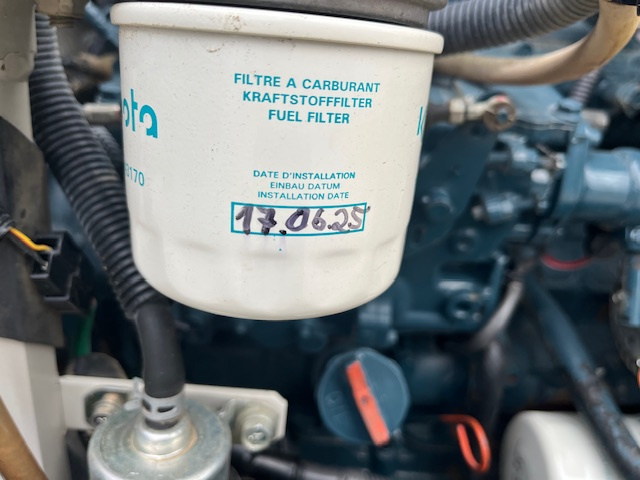 FILTRE A CARBURANT
KRAFTSTOFFFILTER
FUEL FILTER
DATE D'INSTALLATION
EINBAU DATUM
INSTALLATION DATE
17.06.25